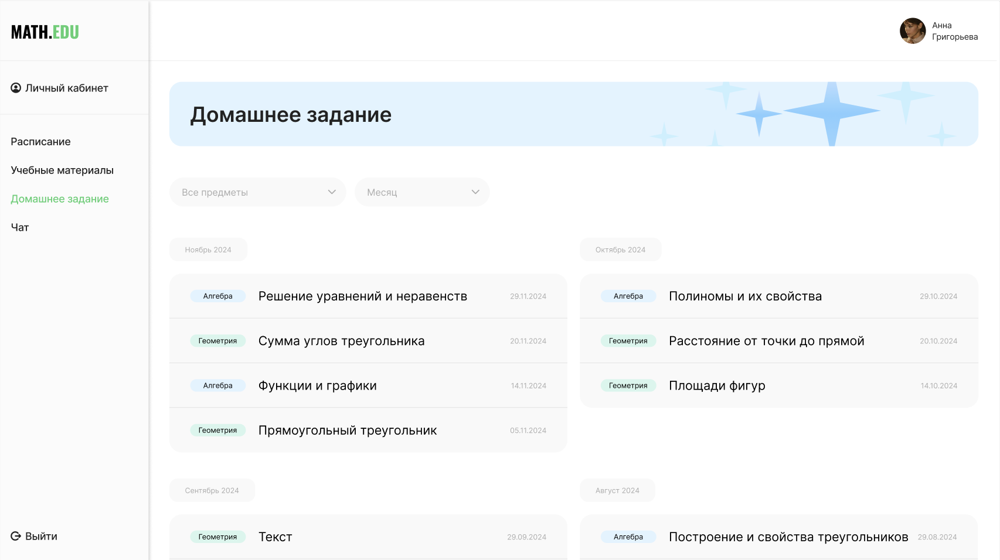 MATH.EDU
Анна
Григорьева
Личный кабинет
Расписание
Учебные материалы
Домашнее задание
Чат
Выйти
Домашнее задание
Все предметы
Месяц
Ноябрь 2024
Алгебра Решение уравнений и неравенств 29.11.2024
Геометрия Сумма углов треугольника 20.11.2024
Алгебра Функции и графики 14.11.2024
Геометрия Прямоугольный треугольник 05.11.2024
Октябрь 2024
Алгебра Полиномы и их свойства 29.10.2024
Геометрия Расстояние от точки до прямой 20.10.2024
Геометрия Площади фигур 14.10.2024
Сентябрь 2024
Геометрия Текст 29.09.2024
Август 2024
Алгебра Построение и свойства треугольников 29.08.2024